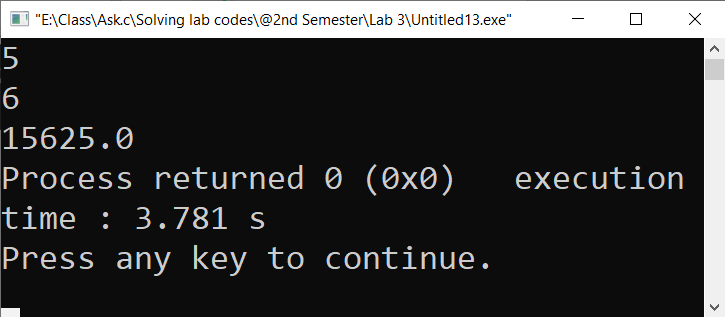 "E:\Class\Ask.c\Solving lab codes\@2nd Semester\Lab 3\Untitled13.exe"
5
6
15625.0
Process returned 0 (0x0)   execution
time : 3.781 s
Press any key to continue.